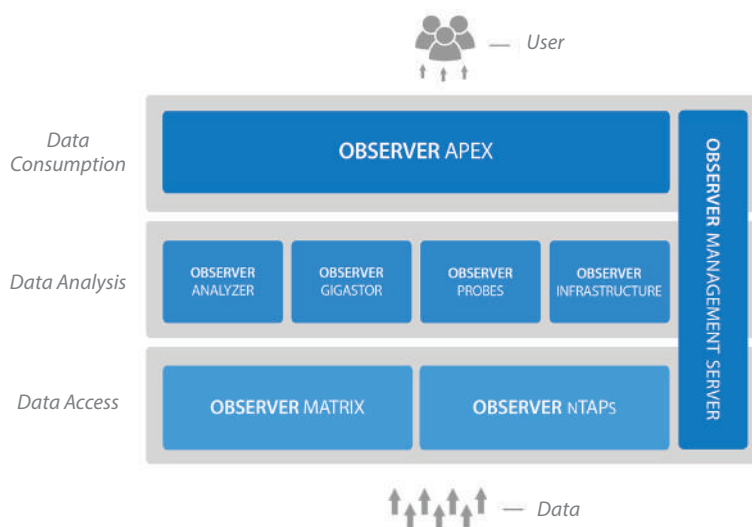 — User
Data
Consumption
OBSERVER APEX
OBSERVER MANAGEMENT SERVER
Data Analysis
OBSERVER
ANALYZER
OBSERVER
GIGASTOR
OBSERVER
PROBES
OBSERVER
INFRASTRUCTURE
Data Access
OBSERVER MATRIX
OBSERVER nTAPs
— Data